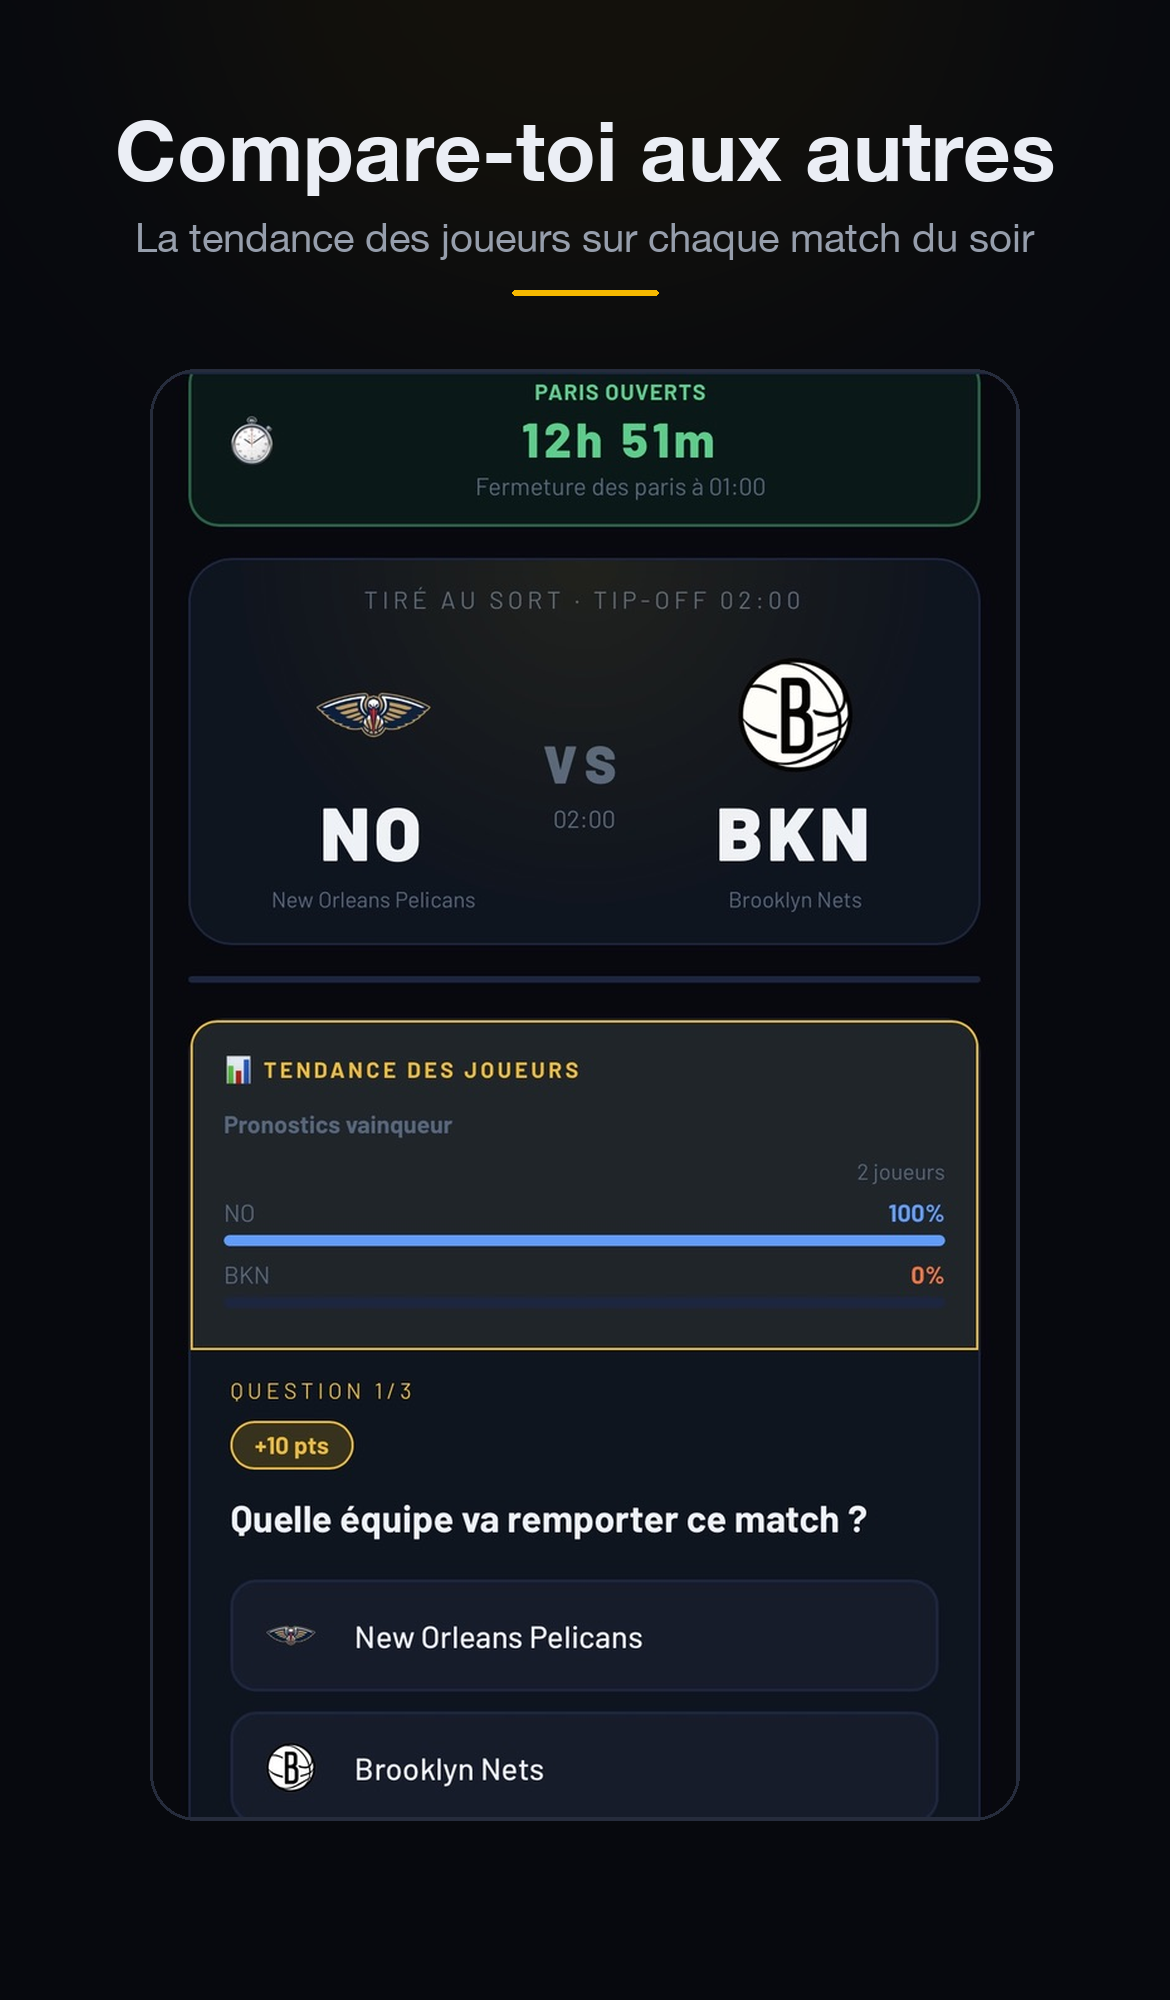 Compare-toi aux autres
La tendance des joueurs sur chaque match du soir
PARIS OUVERTS
12h 51m
Fermeture des paris à 01:00
TIRÉ AU SORT · TIP-OFF 02:00
B
VS
02:00
NO
BKN
New Orleans Pelicans
Brooklyn Nets
TENDANCE DES JOUEURS
Pronostics vainqueur
2 joueurs
NO 100%
BKN 0%
QUESTION 1/3
+10 pts
Quelle équipe va remporter ce match ?
New Orleans Pelicans
B Brooklyn Nets